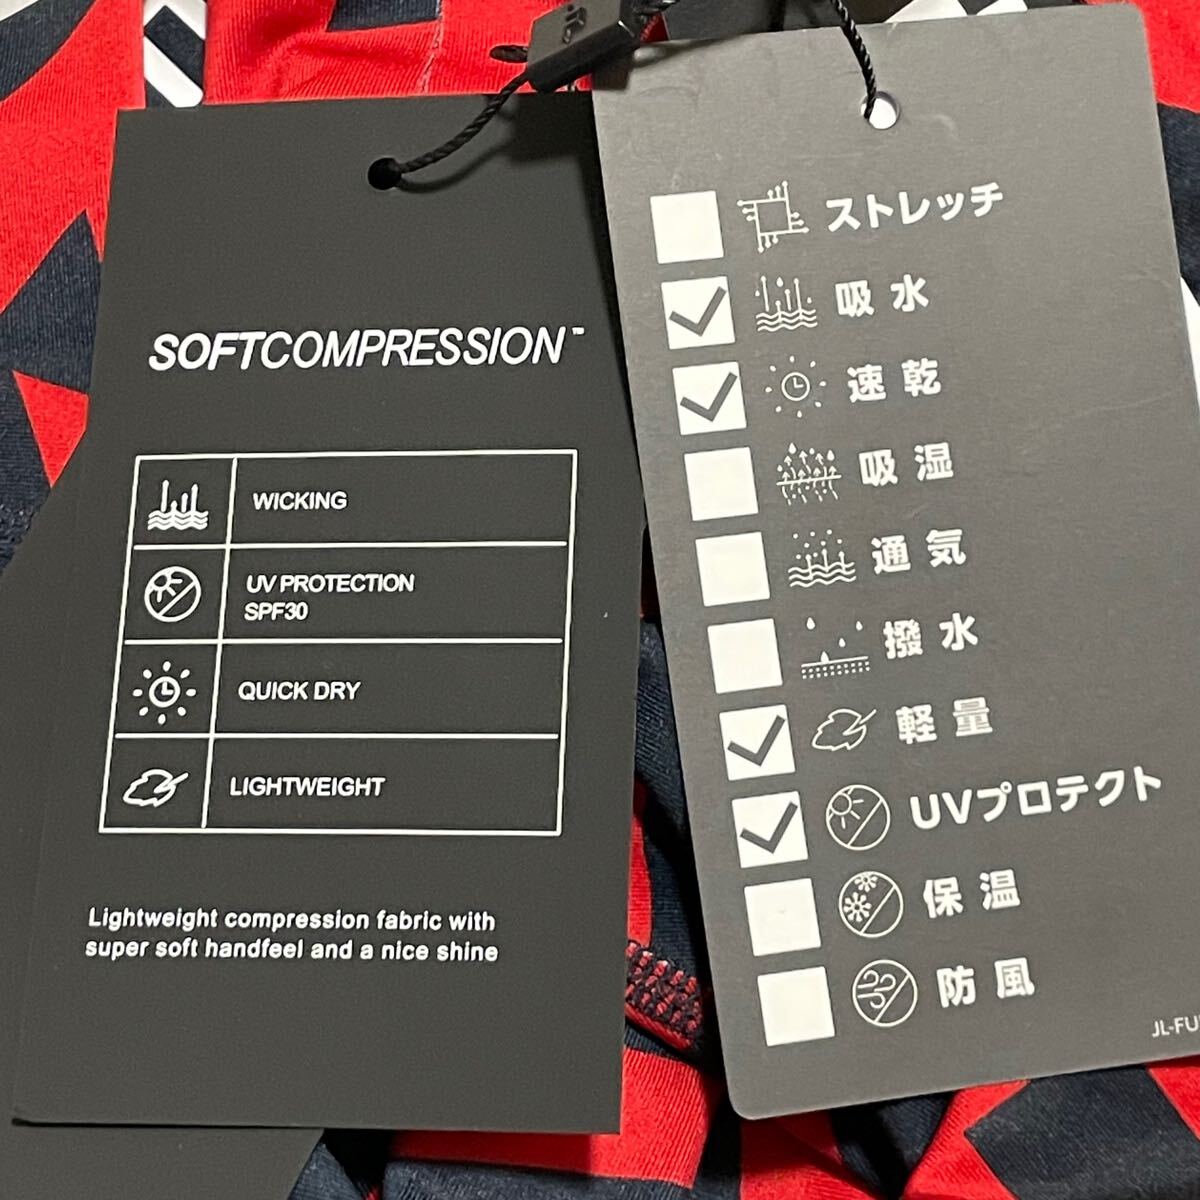 SOFTCOMPRESSION™
WICKING
UV PROTECTION
SPF30
QUICK DRY
LIGHTWEIGHT
Lightweight compression fabric with
super soft handfeel and a nice shine
ストレッチ
吸水
速乾
吸湿
通気
撥水
軽量
UVプロテクト
保温
防風
JL-FU